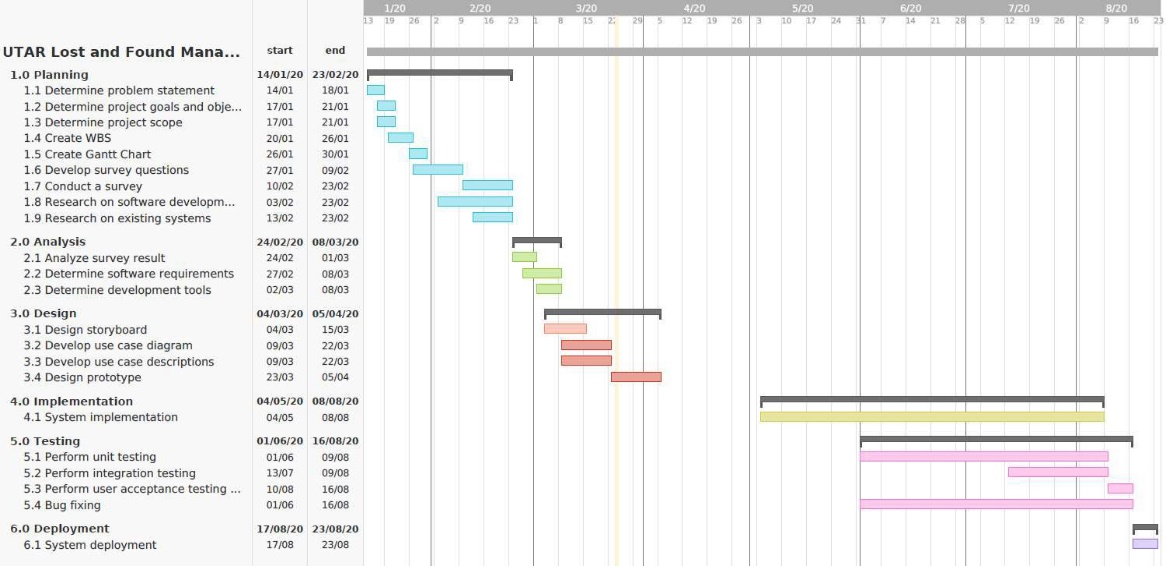 1/20 2/20 3/20 4/20 5/20 6/20 7/20 8/20
13 19 26 2 9 16 23 1 8 15 22 29 5 12 19 26 3 10 17 24 31 7 14 21 28 5 12 19 26 2 9 16 23
UTAR Lost and Found Mana... start end
1.0 Planning 14/01/20 23/02/20
1.1 Determine problem statement 14/01 18/01
1.2 Determine project goals and obje... 17/01 21/01
1.3 Determine project scope 17/01 21/01
1.4 Create WBS 20/01 26/01
1.5 Create Gantt Chart 26/01 30/01
1.6 Develop survey questions 27/01 09/02
1.7 Conduct a survey 10/02 23/02
1.8 Research on software developm... 03/02 23/02
1.9 Research on existing systems 13/02 23/02
2.0 Analysis 24/02/20 08/03/20
2.1 Analyze survey result 24/02 01/03
2.2 Determine software requirements 27/02 08/03
2.3 Determine development tools 02/03 08/03
3.0 Design 04/03/20 05/04/20
3.1 Design storyboard 04/03 15/03
3.2 Develop use case diagram 09/03 22/03
3.3 Develop use case descriptions 09/03 22/03
3.4 Design prototype 23/03 05/04
4.0 Implementation 04/05/20 08/08/20
4.1 System implementation 04/05 08/08
5.0 Testing 01/06/20 16/08/20
5.1 Perform unit testing 01/06 09/08
5.2 Perform integration testing 13/07 09/08
5.3 Perform user acceptance testing ... 10/08 16/08
5.4 Bug fixing 01/06 16/08
6.0 Deployment 17/08/20 23/08/20
6.1 System deployment 17/08 23/08